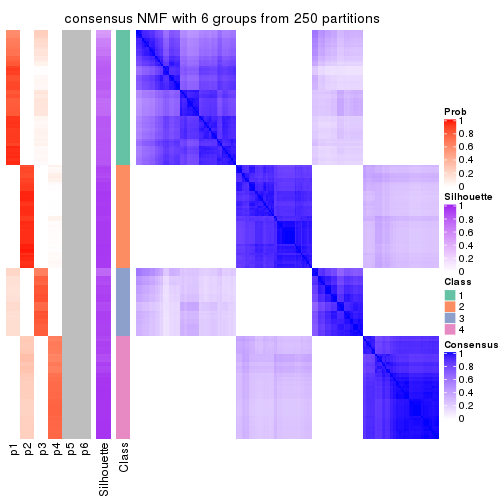 consensus NMF with 6 groups from 250 partitions
Prob
1
0.8
0.6
0.4
0.2
0
Silhouette
1
0.8
0.6
0.4
0.2
0
Class
1
2
3
4
Consensus
1
0.8
0.6
0.4
0.2
0
p1
p2
p3
p4
p5
p6
Silhouette
Class